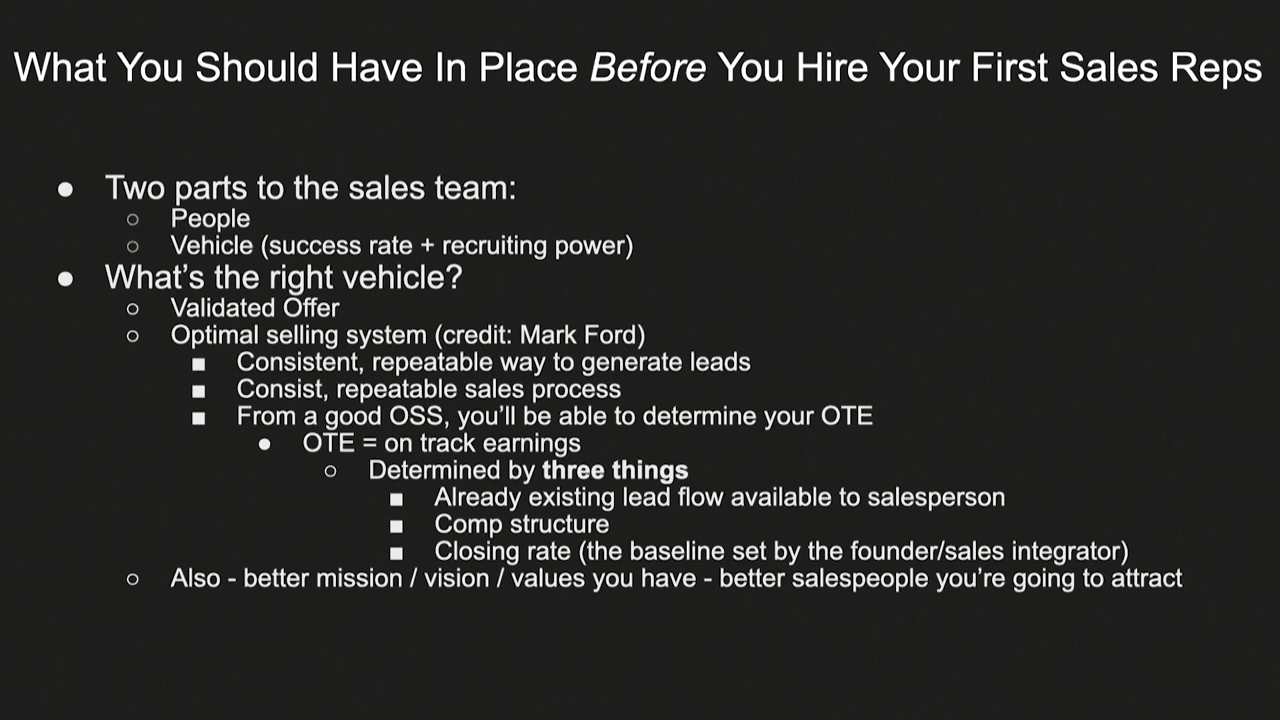 What You Should Have In Place Before You Hire Your First Sales Reps
● Two parts to the sales team:
○ People
○ Vehicle (success rate + recruiting power)
● What's the right vehicle?
○ Validated Offer
○ Optimal selling system (credit: Mark Ford)
■ Consistent, repeatable way to generate leads
■ Consist, repeatable sales process
■ From a good OSS, you'll be able to determine your OTE
● OTE = on track earnings
○ Determined by three things
■ Already existing lead flow available to salesperson
■ Comp structure
■ Closing rate (the baseline set by the founder/sales integrator)
○ Also - better mission / vision / values you have - better salespeople you're going to attract